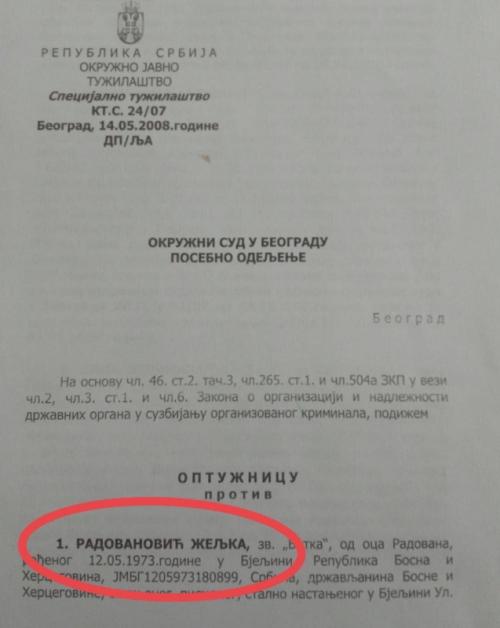 РЕПУБЛИКА СРБИЈА
ОКРУЖНО ЈАВНО
ТУЖИЛАШТВО
Специјално тужилаштво
КТ.С. 24/07
Београд, 14.05.2008.године
ДП/ЉА
ОКРУЖНИ СУД У БЕОГРАДУ
ПОСЕБНО ОДЕЉЕЊЕ
Београд
На основу чл. 46. ст.2. тач.3, чл.265. ст.1. и чл.504а ЗКП у вези
чл.2, чл.3. ст.1. и чл.6. Закона о организацији и надлежности
државних органа у сузбијању организованог криминала, подижем
ОПТУЖНИЦУ
против
1. РАДОВАНОВИЋ ЖЕЉКА, зв. од оца Радована,
рођеног 12.05.1973.године у Бјељини Република Босна и
Херцеговина, ЈМБГ1205973180899, држављанина Босне и
Херцеговине, стално настањеног у Бјељини Ул.